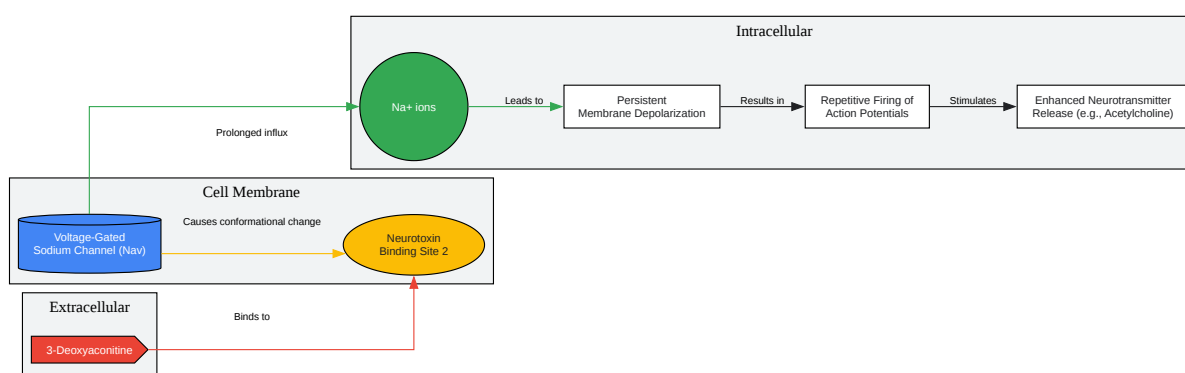 Intracellular
Na+ ions
Leads to
Persistent
Membrane Depolarization
Results in
Repetitive Firing of
Action Potentials
Stimulates
Enhanced Neurotransmitter
Release (e.g., Acetylcholine)
Prolonged influx
Cell Membrane
Voltage-Gated
Sodium Channel (Nav)
Causes conformational change
Neurotoxin
Binding Site 2
Extracellular
3-Deoxyaconitine
Binds to